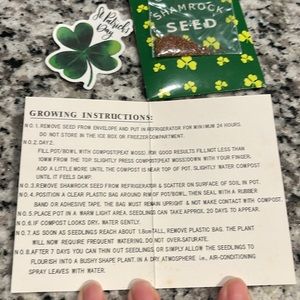 St Patrick's
Day
SHAMROCK
SEED
GROWING INSTRUCTIONS:
NO.1. REMOVE SEED FROM ENVELOPE AND PUT IN REFRIGERATOR FOR MINIMUM 24 HOURS.
DO NOT STORE IN THE ICE BOX OR FREEZER COMPARTMENT.
NO.2. DAY 2.
FILL POT/BOWL WITH COMPOST/PEAT MOSS. FOR GOOD RESULTS FILL NOT LESS THAN
10MM FROM THE TOP. SLIGHTLY PRESS COMPOST/PEAT MOSS DOWN WITH YOUR FINGER.
ADD A LITTLE MORE UNTIL THE COMPOST IS NEAR TOP OF POT. SLIGHTLY WATER COMPOST
UNTIL IT FEELS DAMP.
NO.3. REMOVE SHAMROCK SEED FROM REFRIGERATOR & SCATTER ON SURFACE OF SOIL IN POT.
NO.4. POSITION A CLEAR PLASTIC BAG AROUND RIM OF POT/BOWL, THEN SEAL WITH A RUBBER
BAND OR ADHESIVE TAPE. THE BAG MUST REMAIN UPRIGHT & NOT MAKE CONTACT WITH COMPOST.
NO.5. PLACE POT IN A WARM LIGHT AREA. SEEDLINGS CAN TAKE APPROX. 20 DAYS TO APPEAR.
NO.6. IF COMPOST LOOKS DRY, WATER GENTLY.
NO.7. AS SOON AS SEEDLINGS REACH ABOUT 1.8cm TALL, REMOVE PLASTIC BAG. THE PLANT
WILL NOW REQUIRE FREQUENT WATERING, DO NOT OVER-SATURATE.
NO.8. AFTER 7 DAYS YOU CAN THIN OUT SEEDLINGS OR SIMPLY ALLOW THE SEEDLINGS TO
FLOURISH INTO A BUSHY SHAPE PLANT. IN A DRY ATMOSPHERE i.e, AIR-CONDITIONING
SPRAY LEAVES WITH WATER.